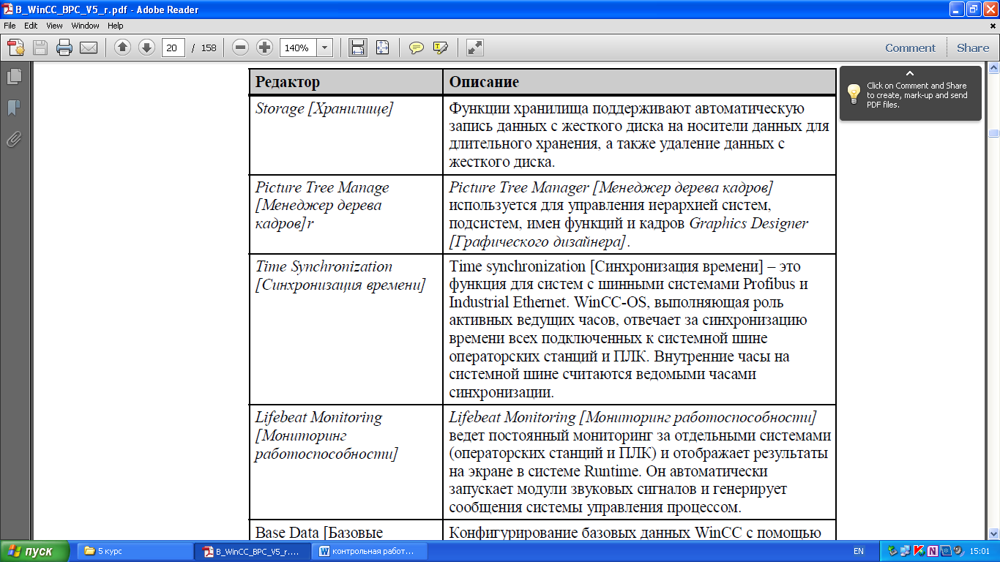 B_WinCC_BPC_V5_r.pdf - Adobe Reader
File Edit View Window Help
20 / 158 140% Comment Share
Click on Comment and Share
to create, mark-up and send
PDF files.
Редактор Описание
Storage [Хранилище] Функции хранилища поддерживают автоматическую
запись данных с жесткого диска на носители данных для
длительного хранения, а также удаление данных с
жесткого диска.
Picture Tree Manage Picture Tree Manager [Менеджер дерева кадров]
[Менеджер дерева используется для управления иерархией систем,
кадров]r подсистем, имен функций и кадров Graphics Designer
[Графического дизайнера].
Time Synchronization Time synchronization [Синхронизация времени] – это
[Синхронизация времени] функция для систем с шинными системами Profibus и
Industrial Ethernet. WinCC-OS, выполняющая роль
активных ведущих часов, отвечает за синхронизацию
времени всех подключенных к системной шине
операторских станций и ПЛК. Внутренние часы на
системной шине считаются ведомыми часами
синхронизации.
Lifebeat Monitoring Lifebeat Monitoring [Мониторинг работоспособности]
[Мониторинг ведет постоянный мониторинг за отдельными системами
работоспособности] (операторских станций и ПЛК) и отображает результаты
на экране в системе Runtime. Он автоматически
запускает модули звуковых сигналов и генерирует
сообщения системы управления процессом.
Base Data [Базовые Конфигурирование базовых данных WinCC с помощью
пуск 5 курс B_WinCC_BPC_V5_r.... контрольная работ... EN 15:01